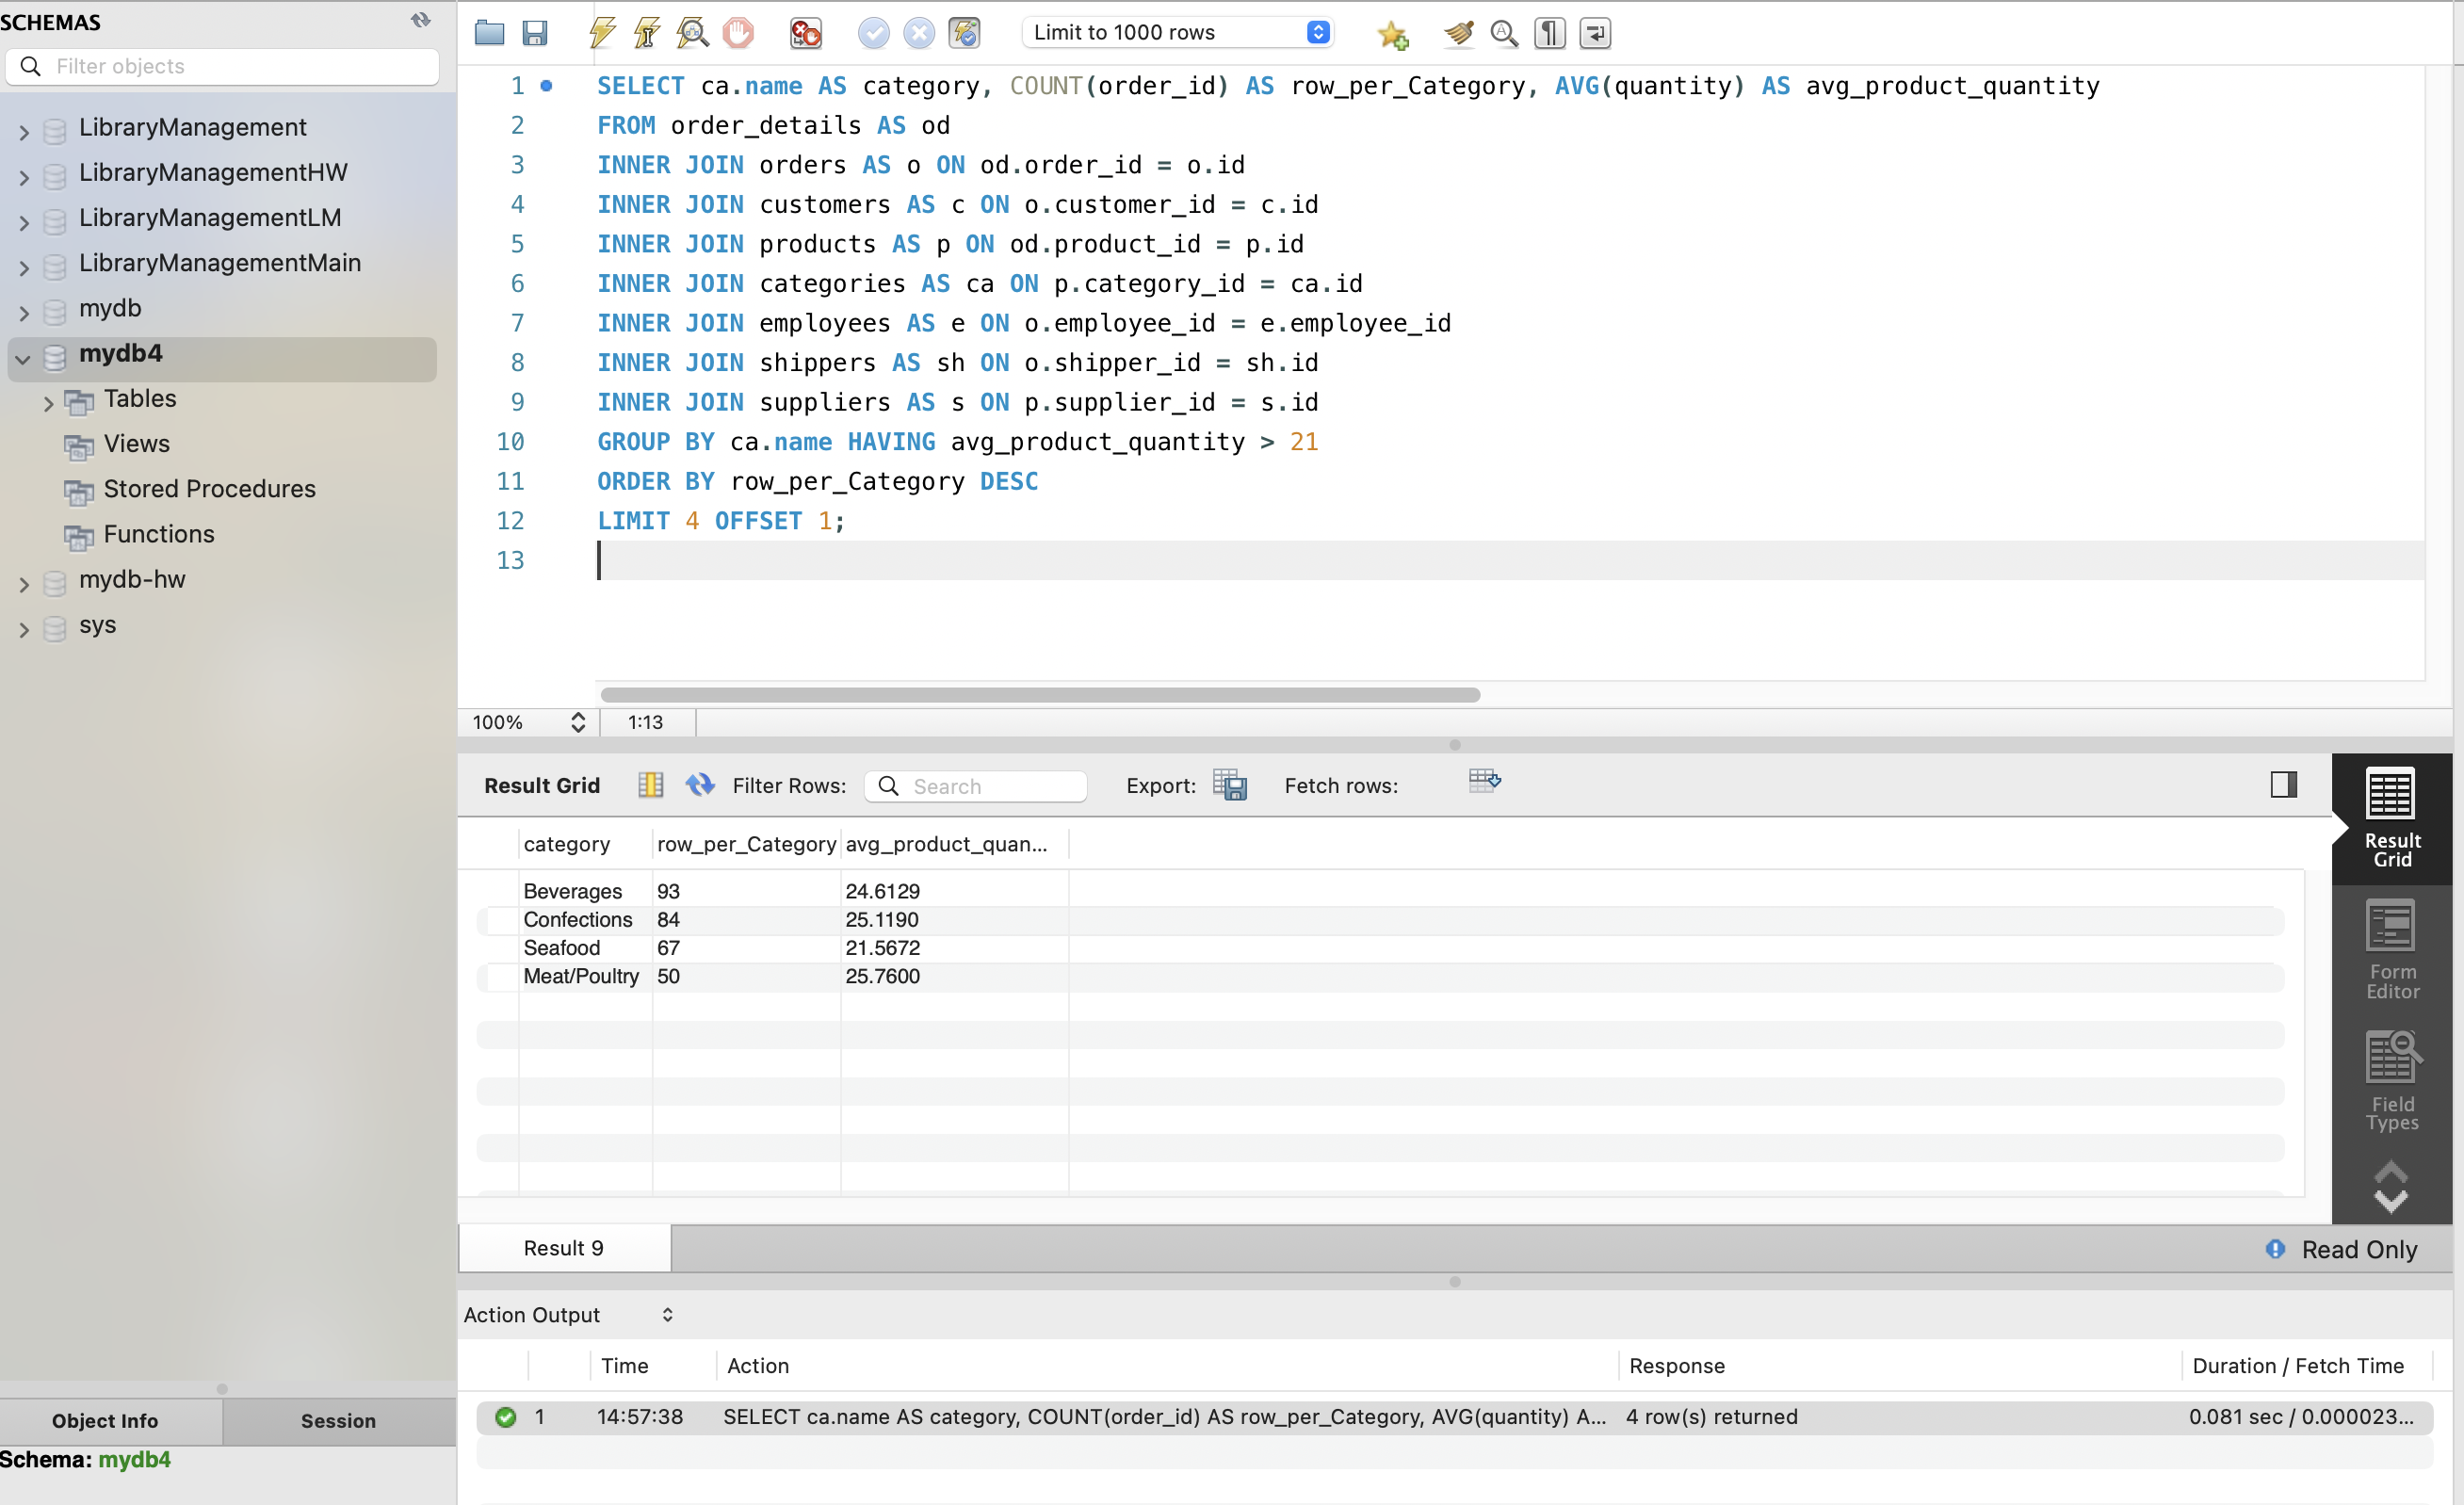 SCHEMAS
Filter objects
LibraryManagement
LibraryManagementHW
LibraryManagementLM
LibraryManagementMain
mydb
mydb4
Tables
Views
Stored Procedures
Functions
mydb-hw
sys
Object Info Session
Schema: mydb4
Limit to 1000 rows
1 SELECT ca.name AS category, COUNT(order_id) AS row_per_Category, AVG(quantity) AS avg_product_quantity
2 FROM order_details AS od
3 INNER JOIN orders AS o ON od.order_id = o.id
4 INNER JOIN customers AS c ON o.customer_id = c.id
5 INNER JOIN products AS p ON od.product_id = p.id
6 INNER JOIN categories AS ca ON p.category_id = ca.id
7 INNER JOIN employees AS e ON o.employee_id = e.employee_id
8 INNER JOIN shippers AS sh ON o.shipper_id = sh.id
9 INNER JOIN suppliers AS s ON p.supplier_id = s.id
10 GROUP BY ca.name HAVING avg_product_quantity > 21
11 ORDER BY row_per_Category DESC
12 LIMIT 4 OFFSET 1;
13
100% 1:13
Result Grid Filter Rows: Search Export: Fetch rows:
category row_per_Category avg_product_quan...
Beverages 93 24.6129
Confections 84 25.1190
Seafood 67 21.5672
Meat/Poultry 50 25.7600
Result
Grid
Form
Editor
Field
Types
Result 9 Read Only
Action Output
Time Action Response Duration / Fetch Time
1 14:57:38 SELECT ca.name AS category, COUNT(order_id) AS row_per_Category, AVG(quantity) A... 4 row(s) returned 0.081 sec / 0.000023...